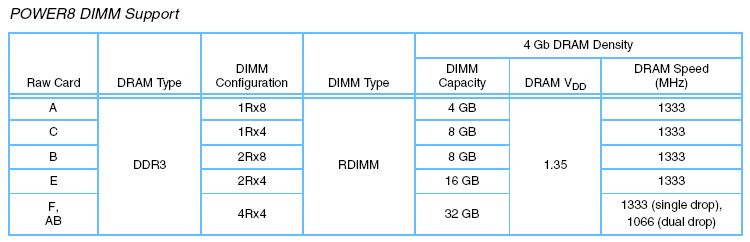 POWER8 DIMM Support
4 Gb DRAM Density
Raw Card DRAM Type DIMM Configuration DIMM Type DIMM Capacity DRAM VDD DRAM Speed (MHz)
A DDR3 1Rx8 RDIMM 4 GB 1.35 1333
C 1Rx4 8 GB 1333
B 2Rx8 8 GB 1333
E 2Rx4 16 GB 1333
F, AB 4Rx4 32 GB 1333 (single drop), 1066 (dual drop)